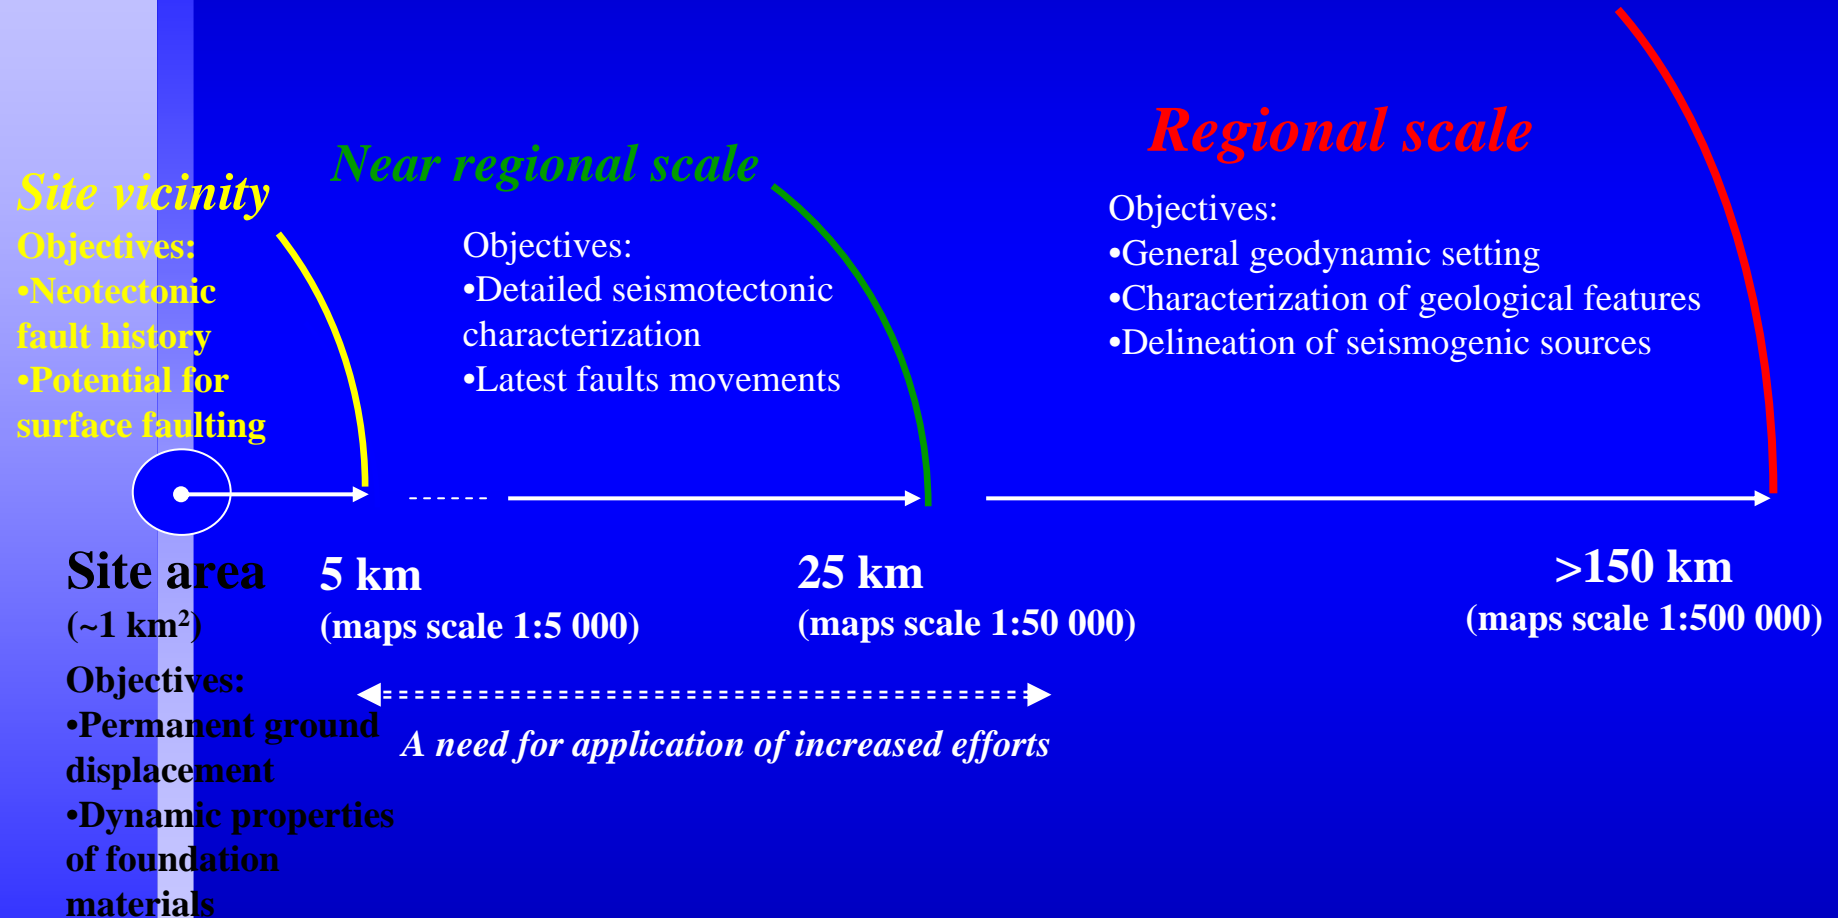 Site vicinity
Objectives:
•Neotectonic
fault history
•Potential for
surface faulting
Near regional scale
Objectives:
•Detailed seismotectonic
characterization
•Latest faults movements
Regional scale
Objectives:
•General geodynamic setting
•Characterization of geological features
•Delineation of seismogenic sources
Site area
(~1 km²)
Objectives:
•Permanent ground
displacement
•Dynamic properties
of foundation
materials
5 km
(maps scale 1:5 000)
25 km
(maps scale 1:50 000)
>150 km
(maps scale 1:500 000)
A need for application of increased efforts